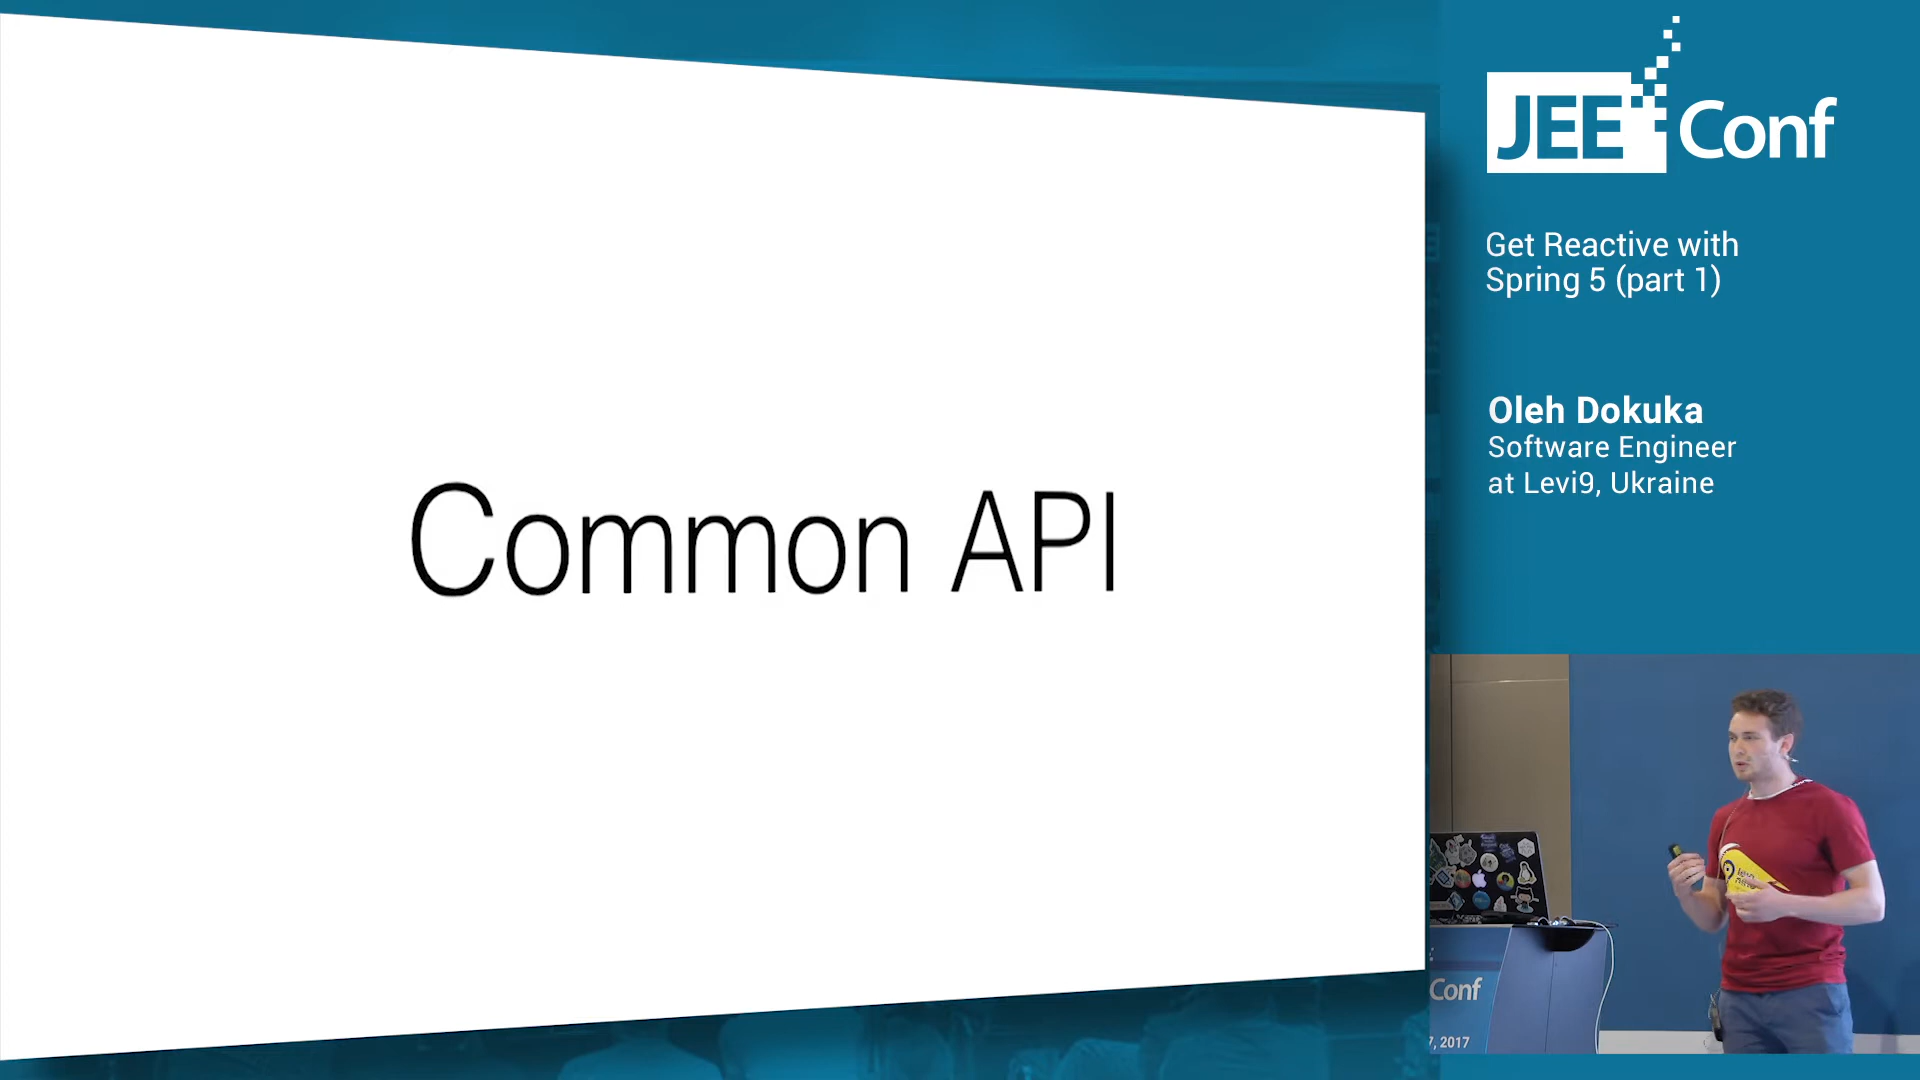 Common API
JEE Conf
Get Reactive with
Spring 5 (part 1)
Oleh Dokuka
Software Engineer
at Levi9, Ukraine
Conf
7, 2017